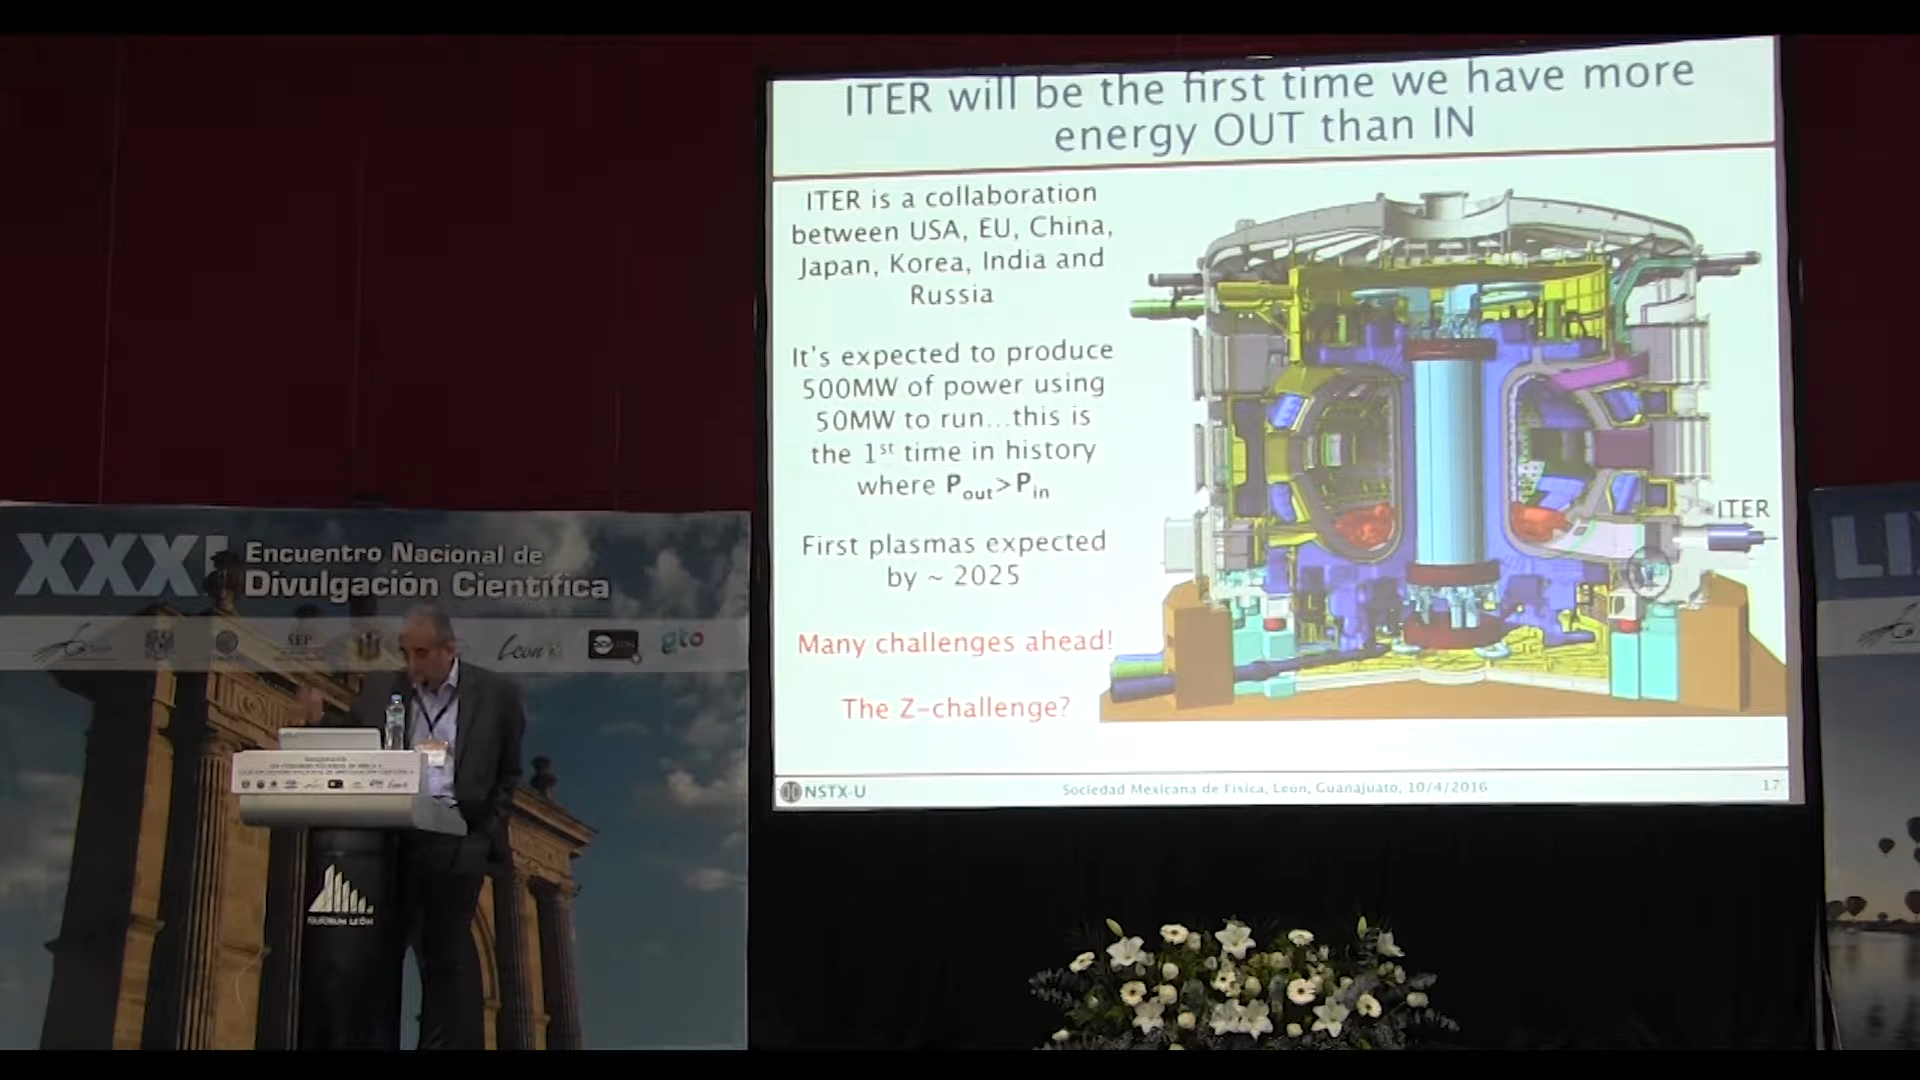 ITER will be the first time we have more
energy OUT than IN
ITER is a collaboration
between USA, EU, China,
Japan, Korea, India and
Russia
It's expected to produce
500MW of power using
50MW to run...this is
the 1st time in history
where Pout>Pin
First plasmas expected
by ~ 2025
Many challenges ahead!
The Z-challenge?
ITER
NSTX-U
Sociedad Mexicana de Fisica, Leon, Guanajuato, 10/4/2016
17
XXXI
Encuentro Nacional de
Divulgación Científica
SEP
León
gto
POLIFORUM LEÓN
LIX